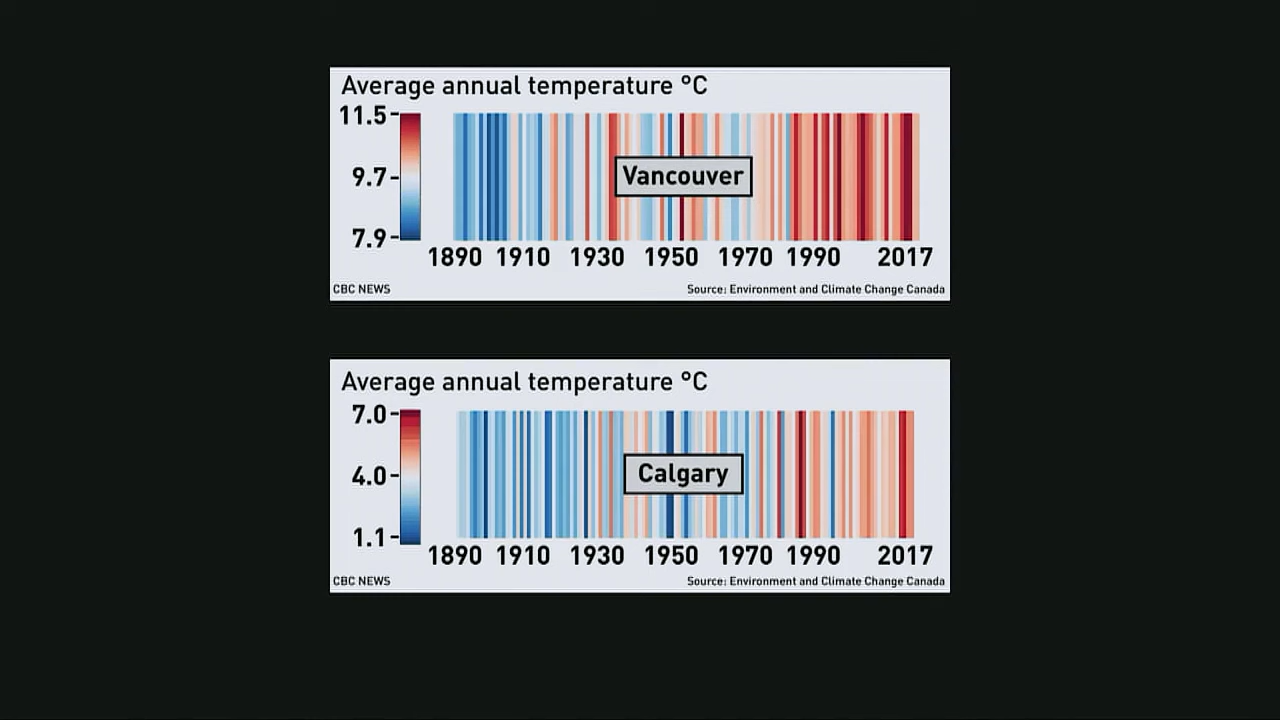 Average annual temperature °C
11.5
9.7
7.9
Vancouver
1890 1910 1930 1950 1970 1990 2017
CBC NEWS
Source: Environment and Climate Change Canada
Average annual temperature °C
7.0
4.0
1.1
Calgary
1890 1910 1930 1950 1970 1990 2017
CBC NEWS
Source: Environment and Climate Change Canada